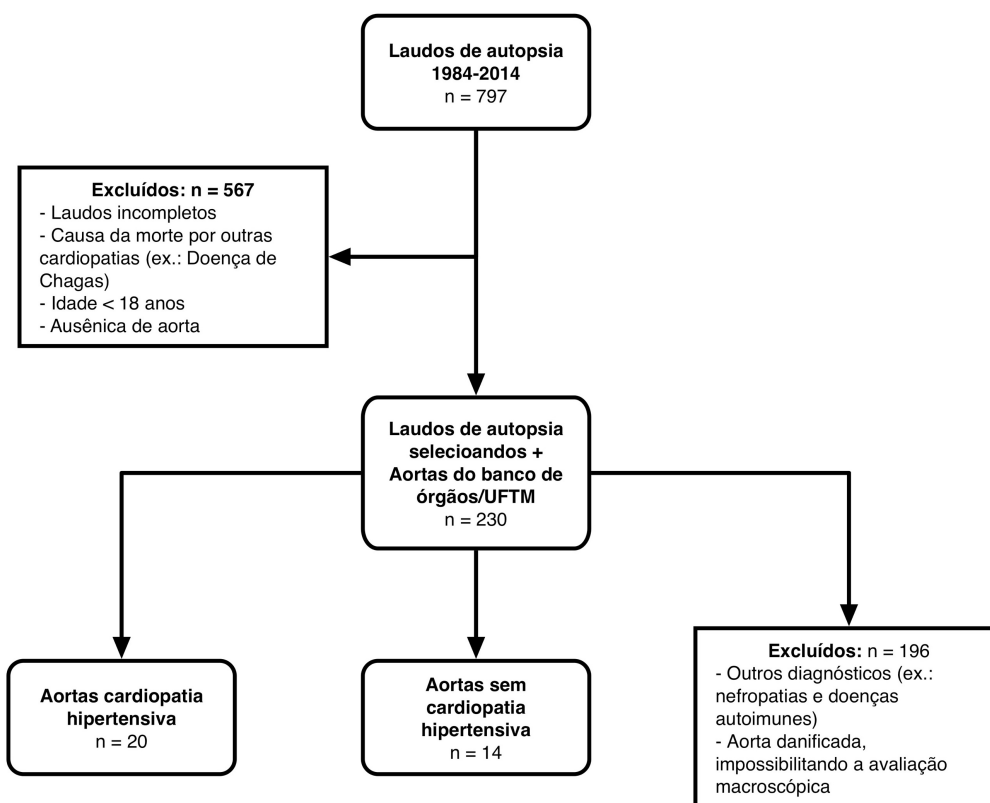 Laudos de autopsia
1984-2014
n = 797
Excluídos: n = 567
- Laudos incompletos
- Causa da morte por outras
cardiopatias (ex.: Doença de
Chagas)
- Idade < 18 anos
- Ausênica de aorta
Laudos de autopsia
selecioandos +
Aortas do banco de
órgãos/UFTM
n = 230
Aortas cardiopatia
hipertensiva
n = 20
Aortas sem
cardiopatia
hipertensiva
n = 14
Excluídos: n = 196
- Outros diagnósticos (ex.:
nefropatias e doenças
autoimunes)
- Aorta danificada,
impossibilitando a avaliação
macroscópica